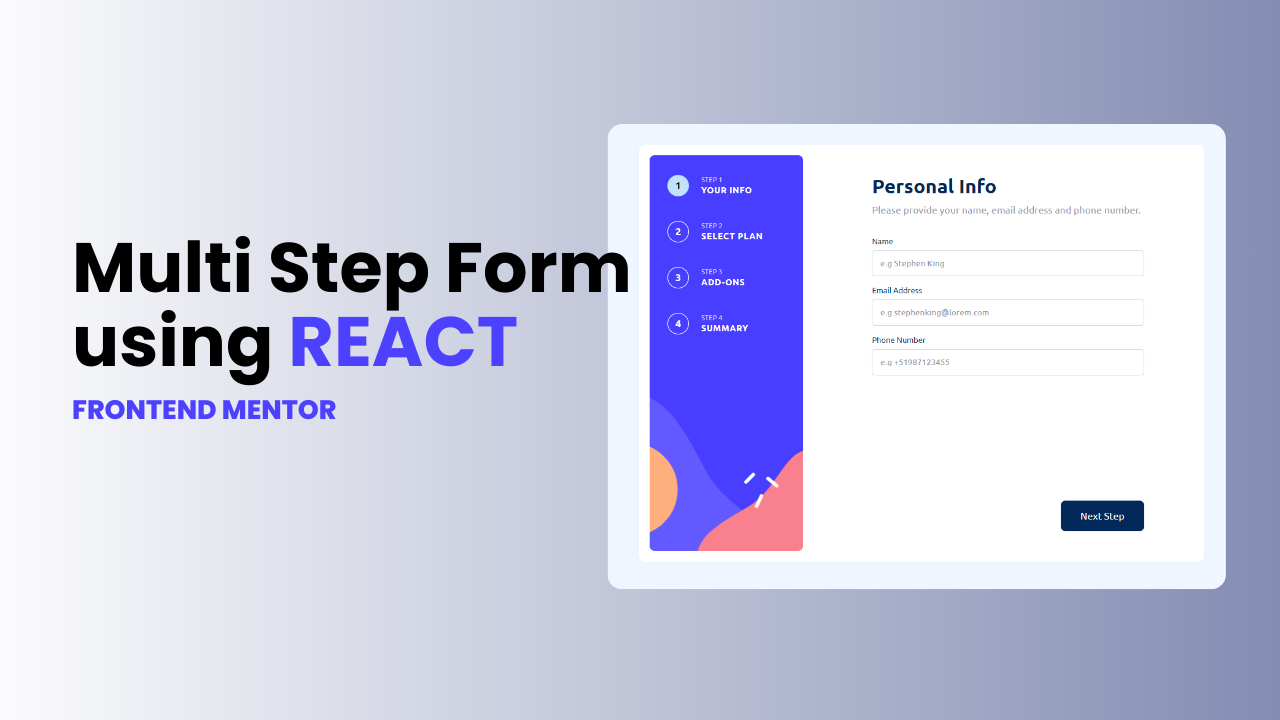 Multi Step Form
using REACT
FRONTEND MENTOR
1
STEP 1
YOUR INFO
2
STEP 2
SELECT PLAN
3
STEP 3
ADD-ONS
4
STEP 4
SUMMARY
Personal Info
Please provide your name, email address and phone number.
Name
e.g Stephen King
Email Address
e.g stephenking@lorem.com
Phone Number
e.g +51987123455
Next Step